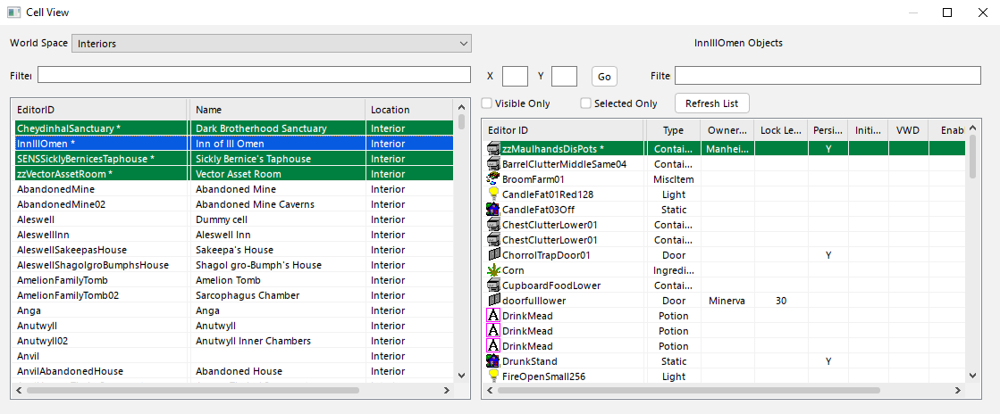 Cell View
World Space Interiors
InnIllOmen Objects
Filter
X Y Go Filte
Visible Only Selected Only Refresh List
EditorID Name Location
CheydinhalSanctuary * Dark Brotherhood Sanctuary Interior
InnIllOmen * Inn of Ill Omen Interior
SENSSicklyBernicesTaphouse * Sickly Bernice's Taphouse Interior
zzVectorAssetRoom * Vector Asset Room Interior
AbandonedMine Abandoned Mine Interior
AbandonedMine02 Abandoned Mine Caverns Interior
Aleswell Dummy cell Interior
AleswellInn Aleswell Inn Interior
AleswellSakeepasHouse Sakeepa's House Interior
AleswellShagolgroBumphsHouse Shagol gro-Bumph's House Interior
AmelionFamilyTomb Amelion Tomb Interior
AmelionFamilyTomb02 Sarcophagus Chamber Interior
Anga Anga Interior
Anutwyll Anutwyll Interior
Anutwyll02 Anutwyll Inner Chambers Interior
Anvil Interior
AnvilAbandonedHouse Abandoned House Interior
Editor ID Type Owner... Lock Le... Persi... Initi... VWD Enab
zzMaulhandsDisPots * Contai... Manhei... Y
BarrelClutterMiddleSame04 Contai...
BroomFarm01 MiscItem
CandleFat01Red128 Light
CandleFat03Off Static
ChestClutterLower01 Contai...
ChestClutterLower01 Contai...
ChorrolTrapDoor01 Door Y
Corn Ingredi...
CupboardFoodLower Contai...
doorfulllower Door Minerva 30
DrinkMead Potion
DrinkMead Potion
DrinkMead Potion
DrunkStand Static Y
FireOpenSmall256 Light